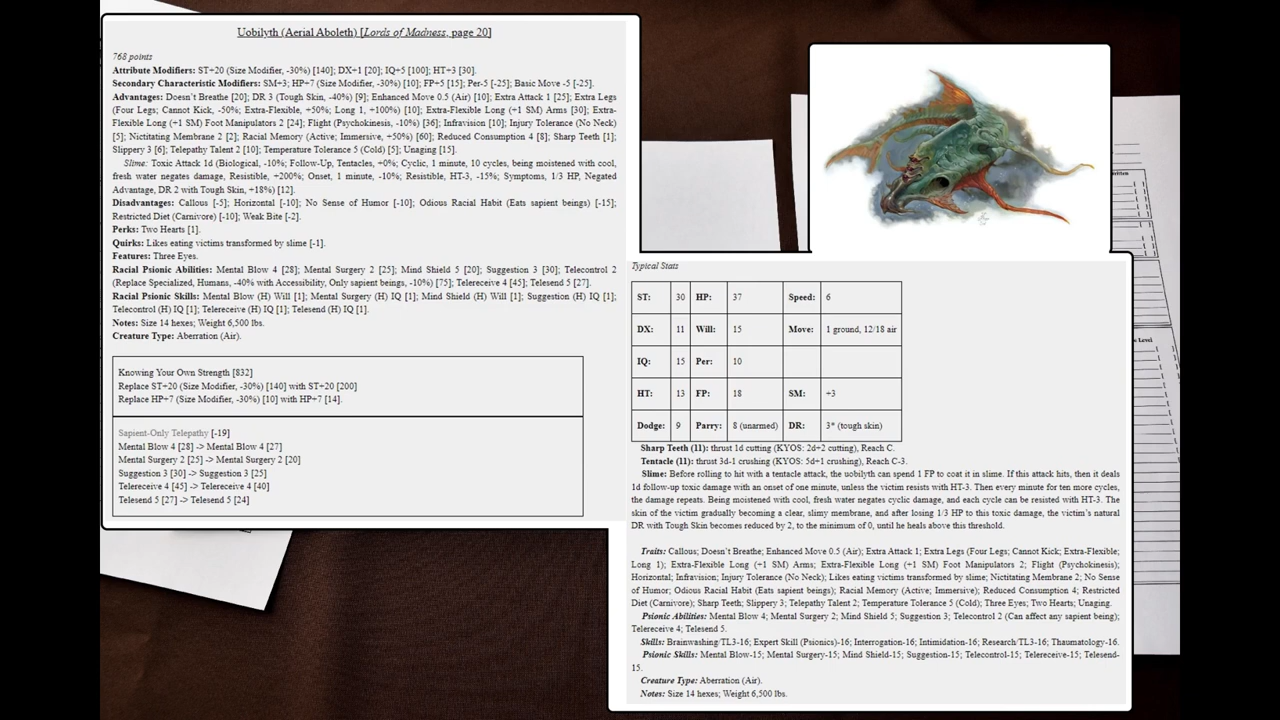 Uobilyth (Aerial Aboleth) [Lords of Madness, page 20]
768 points
Attribute Modifiers: ST+20 (Size Modifier, -30%) [140]; DX+1 [20]; IQ+5 [100]; HT+3 [30].
Secondary Characteristic Modifiers: SM+3; HP+7 (Size Modifier, -30%) [10]; FP+5 [15]; Per-5 [-25]; Basic Move -5 [-25].
Advantages: Doesn't Breathe [20]; DR 3 (Tough Skin, -40%) [9]; Enhanced Move 0.5 (Air) [10]; Extra Attack 1 [25]; Extra Legs
(Four Legs; Cannot Kick, -50%; Extra-Flexible, +50%; Long 1, +100%) [10]; Extra-Flexible Long (+1 SM) Arms [30]; Extra-
Flexible Long (+1 SM) Foot Manipulators 2 [24]; Flight (Psychokinesis, -10%) [36]; Infravision [10]; Injury Tolerance (No Neck)
[5]; Nictitating Membrane 2 [2]; Racial Memory (Active; Immersive, +50%) [60]; Reduced Consumption 4 [8]; Sharp Teeth [1];
Slippery 3 [6]; Telepathy Talent 2 [10]; Temperature Tolerance 5 (Cold) [5]; Unaging [15].
Slime: Toxic Attack 1d (Biological, -10%; Follow-Up, Tentacles, +0%; Cyclic, 1 minute, 10 cycles, being moistened with cool,
fresh water negates damage, Resistible, +200%; Onset, 1 minute, -10%; Resistible, HT-3, -15%; Symptoms, 1/3 HP, Negated
Advantage, DR 2 with Tough Skin, +18%) [12].
Disadvantages: Callous [-5]; Horizontal [-10]; No Sense of Humor [-10]; Odious Racial Habit (Eats sapient beings) [-15];
Restricted Diet (Carnivore) [-10]; Weak Bite [-2].
Perks: Two Hearts [1].
Quirks: Likes eating victims transformed by slime [-1].
Features: Three Eyes.
Racial Psionic Abilities: Mental Blow 4 [28]; Mental Surgery 2 [25]; Mind Shield 5 [20]; Suggestion 3 [30]; Telecontrol 2
(Replace Specialized, Humans, -40% with Accessibility, Only sapient beings, -10%) [75]; Telereceive 4 [45]; Telesend 5 [27].
Racial Psionic Skills: Mental Blow (H) Will [1]; Mental Surgery (H) IQ [1]; Mind Shield (H) Will [1]; Suggestion (H) IQ [1];
Telecontrol (H) IQ [1]; Telereceive (H) IQ [1]; Telesend (H) IQ [1].
Notes: Size 14 hexes; Weight 6,500 lbs.
Creature Type: Aberration (Air).
Knowing Your Own Strength [832]
Replace ST+20 (Size Modifier, -30%) [140] with ST+20 [200]
Replace HP+7 (Size Modifier, -30%) [10] with HP+7 [14].
Sapient-Only Telepathy [-19]
Mental Blow 4 [28] -> Mental Blow 4 [27]
Mental Surgery 2 [25] -> Mental Surgery 2 [20]
Suggestion 3 [30] -> Suggestion 3 [25]
Telereceive 4 [45] -> Telereceive 4 [40]
Telesend 5 [27] -> Telesend 5 [24]
Typical Stats
ST: 30 HP: 37 Speed: 6
DX: 11 Will: 15 Move: 1 ground, 12/18 air
IQ: 15 Per: 10
HT: 13 FP: 18 SM: +3
Dodge: 9 Parry: 8 (unarmed) DR: 3* (tough skin)
Sharp Teeth (11): thrust 1d cutting (KYOS: 2d+2 cutting), Reach C.
Tentacle (11): thrust 3d-1 crushing (KYOS: 5d+1 crushing), Reach C-3.
Slime: Before rolling to hit with a tentacle attack, the uobilyth can spend 1 FP to coat it in slime. If this attack hits, then it deals
1d follow-up toxic damage with an onset of one minute, unless the victim resists with HT-3. Then every minute for ten more cycles,
the damage repeats. Being moistened with cool, fresh water negates cyclic damage, and each cycle can be resisted with HT-3. The
skin of the victim gradually becoming a clear, slimy membrane, and after losing 1/3 HP to this toxic damage, the victim's natural
DR with Tough Skin becomes reduced by 2, to the minimum of 0, until he heals above this threshold.
Traits: Callous; Doesn't Breathe; Enhanced Move 0.5 (Air); Extra Attack 1; Extra Legs (Four Legs; Cannot Kick; Extra-Flexible;
Long 1); Extra-Flexible Long (+1 SM) Arms; Extra-Flexible Long (+1 SM) Foot Manipulators 2; Flight (Psychokinesis);
Horizontal; Infravision; Injury Tolerance (No Neck); Likes eating victims transformed by slime; Nictitating Membrane 2; No Sense
of Humor; Odious Racial Habit (Eats sapient beings); Racial Memory (Active; Immersive); Reduced Consumption 4; Restricted
Diet (Carnivore); Sharp Teeth; Slippery 3; Telepathy Talent 2; Temperature Tolerance 5 (Cold); Three Eyes; Two Hearts; Unaging.
Psionic Abilities: Mental Blow 4; Mental Surgery 2; Mind Shield 5; Suggestion 3; Telecontrol 2 (Can affect any sapient being);
Telereceive 4; Telesend 5.
Skills: Brainwashing/TL3-16; Expert Skill (Psionics)-16; Interrogation-16; Intimidation-16; Research/TL3-16; Thaumatology-16.
Psionic Skills: Mental Blow-15; Mental Surgery-15; Mind Shield-15; Suggestion-15; Telecontrol-15; Telereceive-15; Telesend-
15.
Creature Type: Aberration (Air).
Notes: Size 14 hexes; Weight 6,500 lbs.